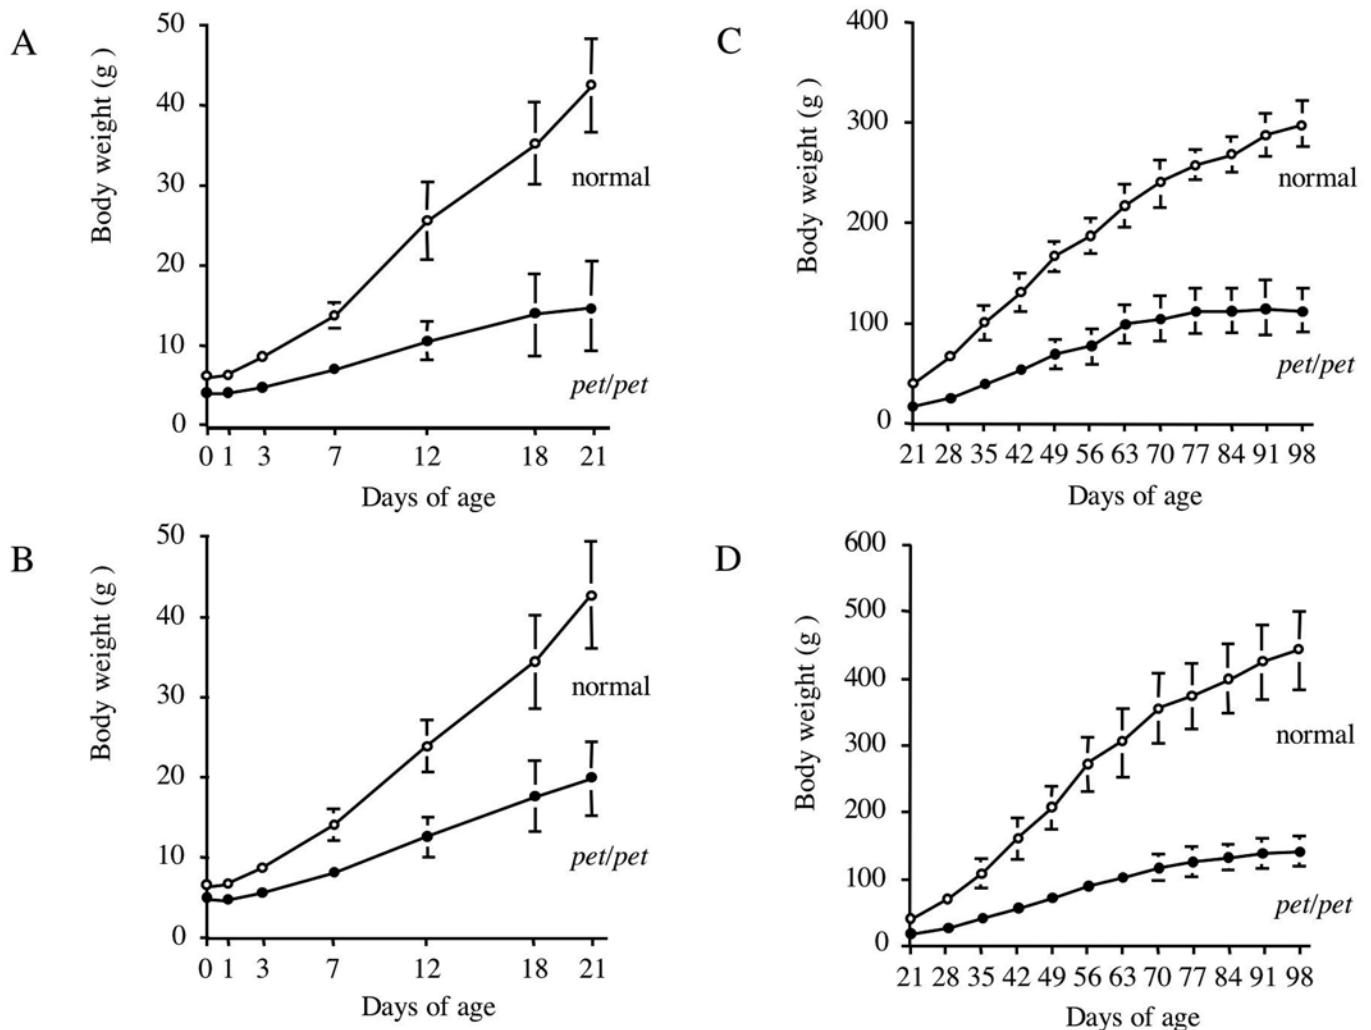 A
Body weight (g)
50
40
30
20
10
0
normal
pet/pet
0 1 3 7 12 18 21
Days of age
C
Body weight (g)
400
300
200
100
0
normal
pet/pet
21 28 35 42 49 56 63 70 77 84 91 98
Days of age
B
Body weight (g)
50
40
30
20
10
0
normal
pet/pet
0 1 3 7 12 18 21
Days of age
D
Body weight (g)
600
500
400
300
200
100
0
normal
pet/pet
21 28 35 42 49 56 63 70 77 84 91 98
Days of age